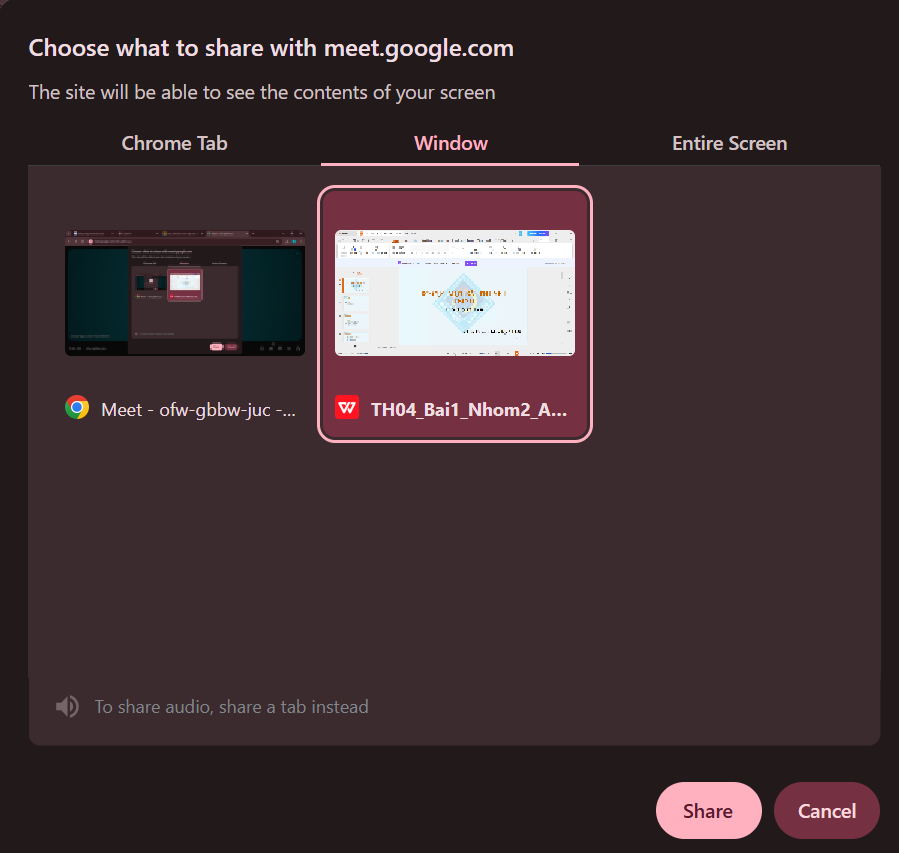 Choose what to share with meet.google.com
The site will be able to see the contents of your screen
Chrome Tab
Window
Entire Screen
Meet - ofw-gbbw-juc -...
TH04_Bai1_Nhom2_A...
To share audio, share a tab instead
Share
Cancel